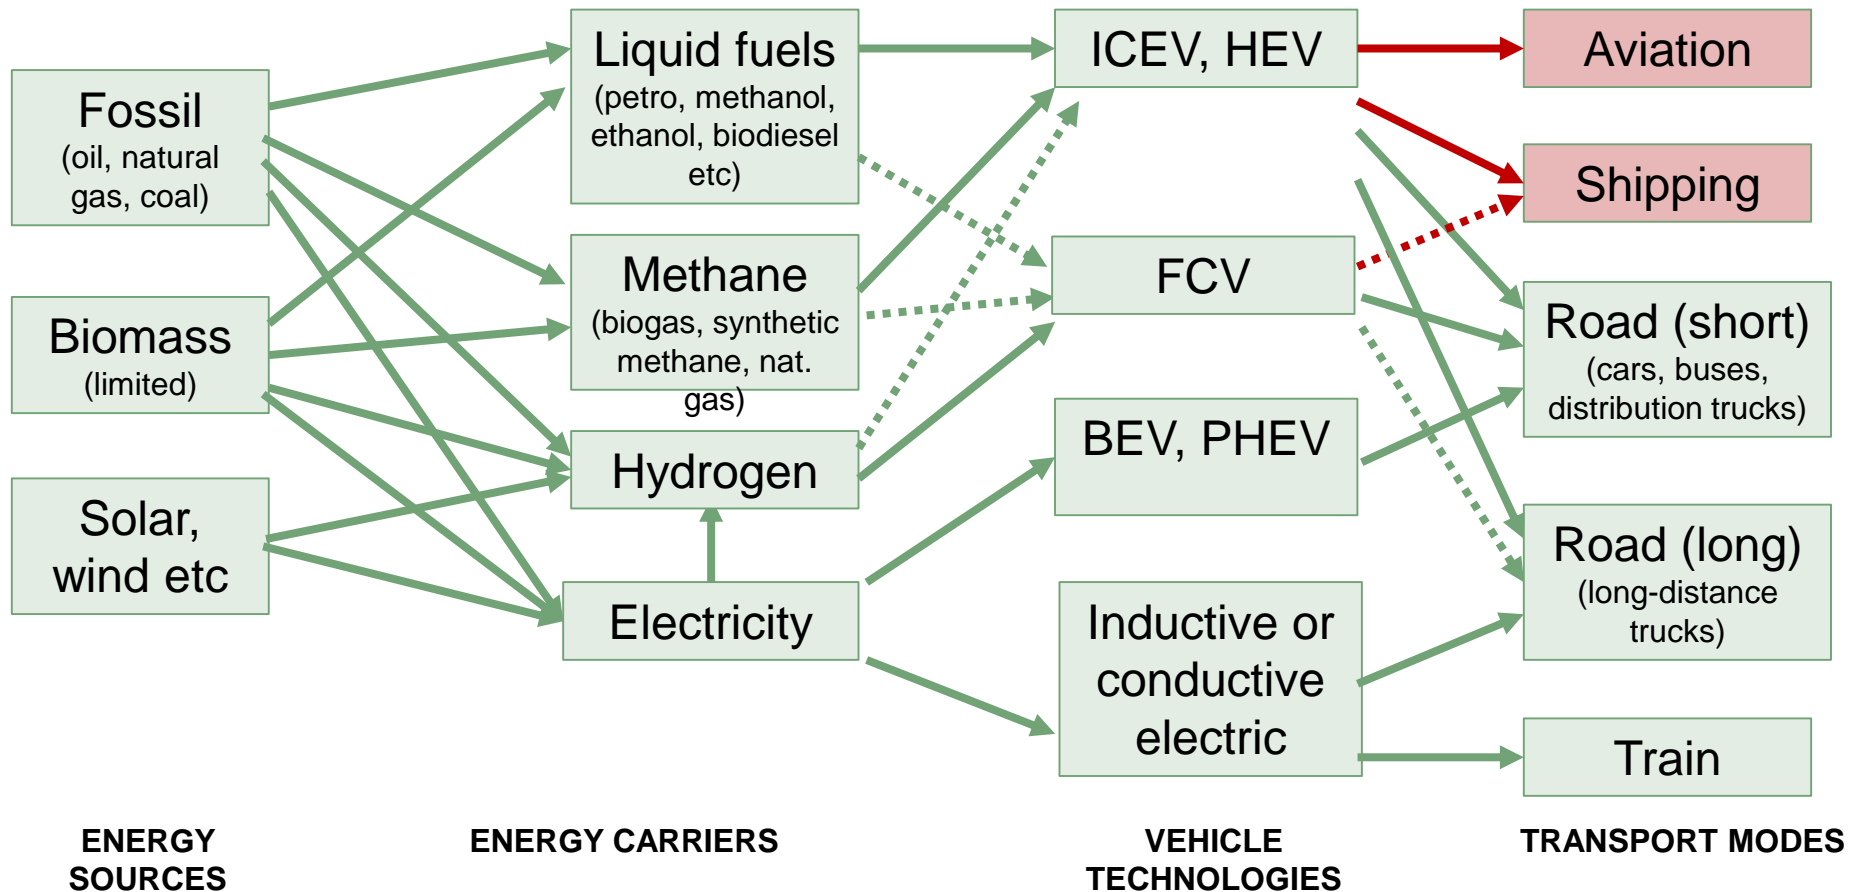 Fossil
(oil, natural
gas, coal)
Biomass
(limited)
Solar,
wind etc
ENERGY
SOURCES
Liquid fuels
(petro, methanol,
ethanol, biodiesel
etc)
Methane
(biogas, synthetic
methane, nat.
gas)
Hydrogen
Electricity
ENERGY CARRIERS
ICEV, HEV
FCV
BEV, PHEV
Inductive or
conductive
electric
VEHICLE
TECHNOLOGIES
Aviation
Shipping
Road (short)
(cars, buses,
distribution trucks)
Road (long)
(long-distance
trucks)
Train
TRANSPORT MODES